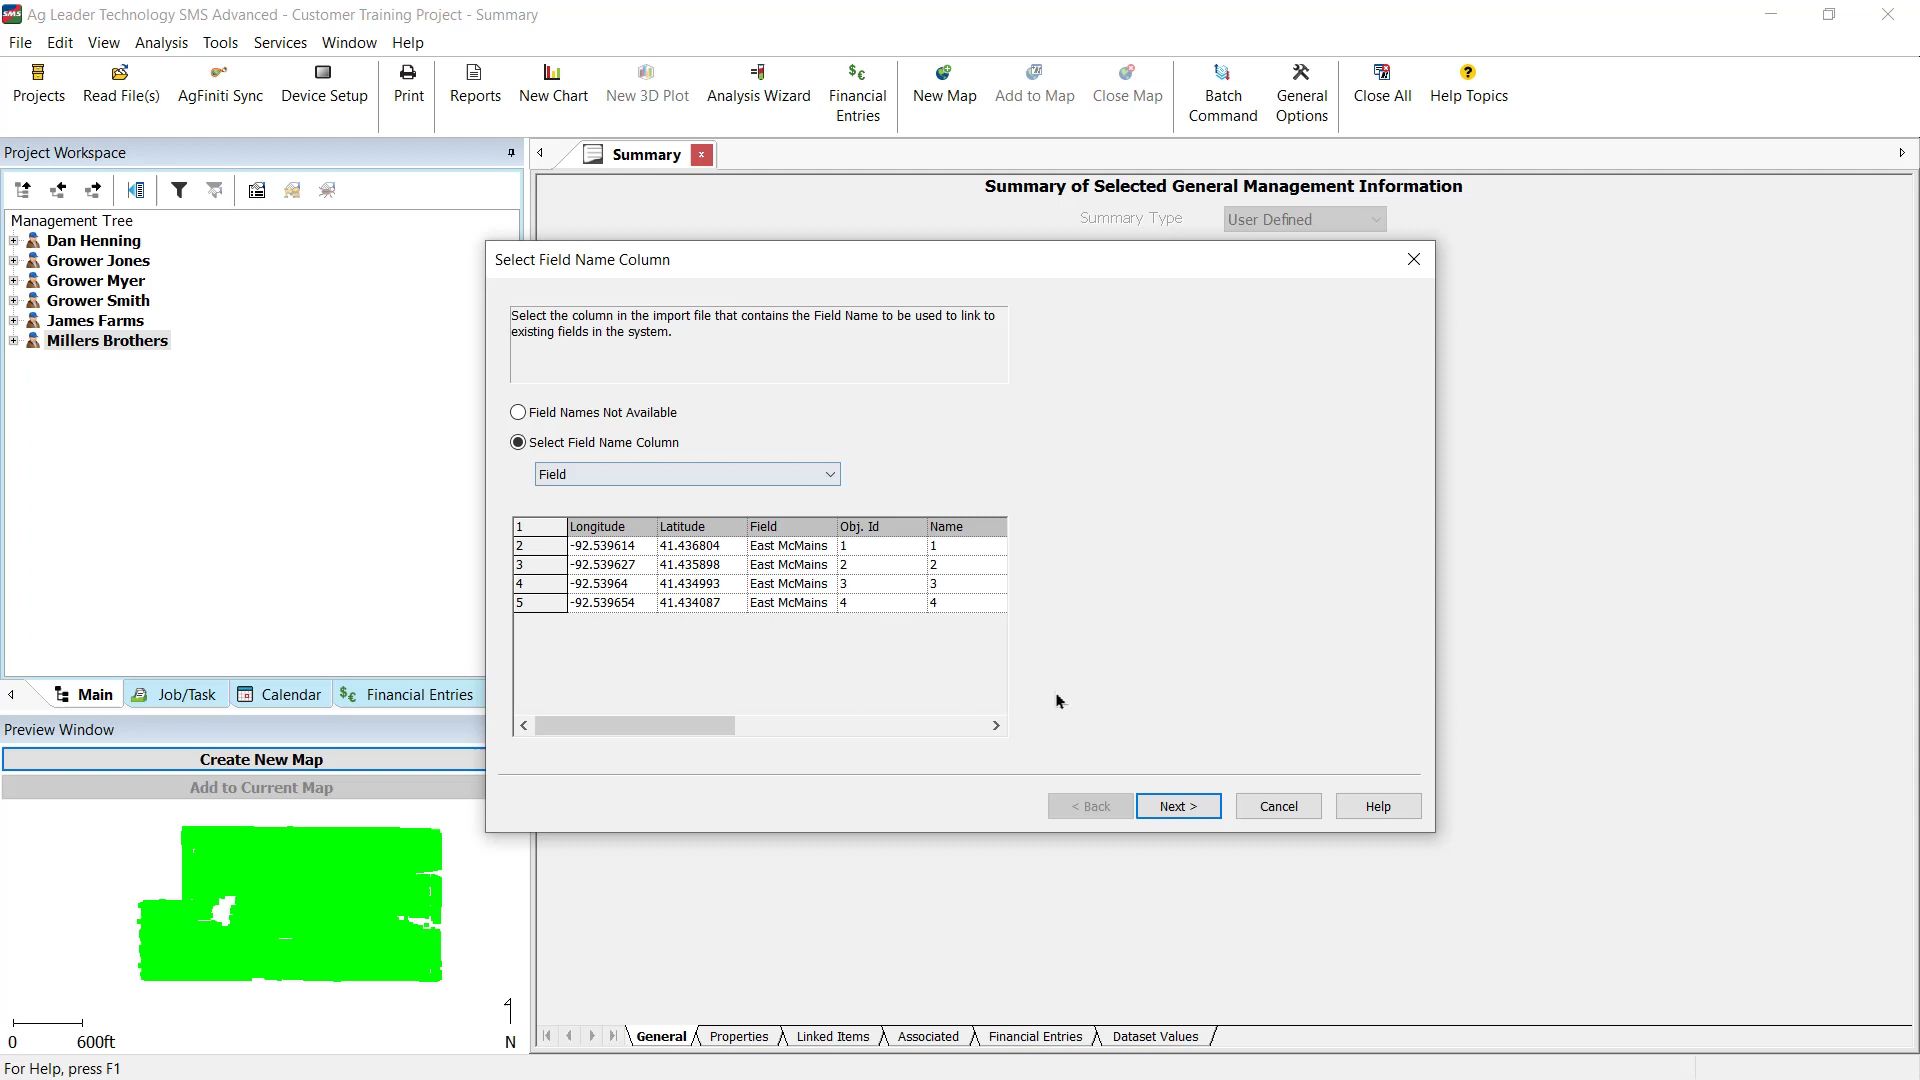 SMS Ag Leader Technology SMS Advanced - Customer Training Project - Summary
File Edit View Analysis Tools Services Window Help
Projects Read File(s) AgFiniti Sync Device Setup Print Reports New Chart New 3D Plot Analysis Wizard Financial Entries New Map Add to Map Close Map Batch Command General Options Close All Help Topics
Project Workspace
Summary
Summary of Selected General Management Information
Summary Type User Defined
Management Tree
Dan Henning
Grower Jones
Grower Myer
Grower Smith
James Farms
Millers Brothers
Select Field Name Column
Select the column in the import file that contains the Field Name to be used to link to
existing fields in the system.
Field Names Not Available
Select Field Name Column
Field
1 Longitude Latitude Field Obj. Id Name
2 -92.539614 41.436804 East McMains 1 1
3 -92.539627 41.435898 East McMains 2 2
4 -92.53964 41.434993 East McMains 3 3
5 -92.539654 41.434087 East McMains 4 4
< Back Next > Cancel Help
Main Job/Task Calendar Financial Entries
Preview Window
Create New Map
Add to Current Map
0 600ft N
General Properties Linked Items Associated Financial Entries Dataset Values
For Help, press F1